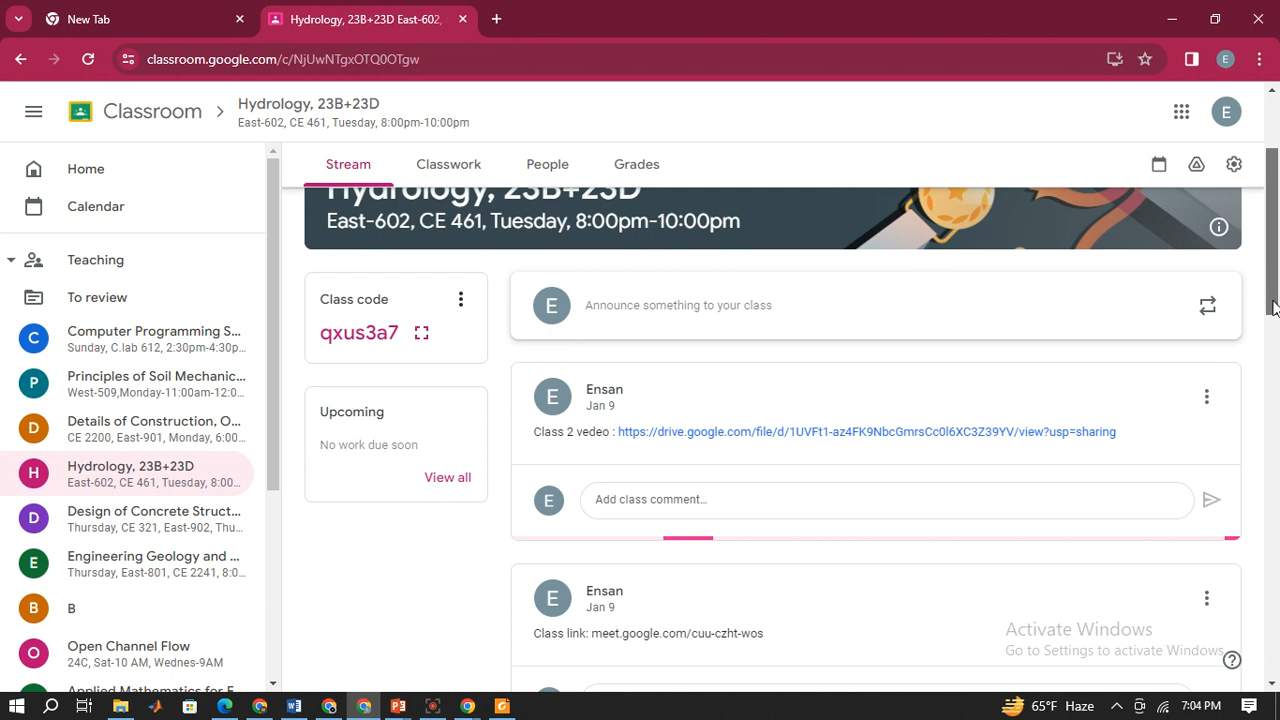 New Tab
Hydrology, 23B+23D East-602,
classroom.google.com/c/NjUwNTgxOTQ0OTgw
E
Classroom
Hydrology, 23B+23D
East-602, CE 461, Tuesday, 8:00pm-10:00pm
E
Home
Calendar
Teaching
To review
C
Computer Programming S...
Sunday, C.lab 612, 2:30pm-4:30p...
P
Principles of Soil Mechanic...
West-509,Monday-11:00am-12:0...
D
Details of Construction, O...
CE 2200, East-901, Monday, 6:00...
H
Hydrology, 23B+23D
East-602, CE 461, Tuesday, 8:00...
D
Design of Concrete Struct...
Thursday, CE 321, East-902, Thu...
E
Engineering Geology and ...
Thursday, East-801, CE 2241, 8:0...
B
B
O
Open Channel Flow
24C, Sat-10 AM, Wednes-9AM
Applied Mathematics for E
Stream
Classwork
People
Grades
Hydrology, 23B+23D
East-602, CE 461, Tuesday, 8:00pm-10:00pm
Class code
qxus3a7
Upcoming
No work due soon
View all
E
Announce something to your class
E
Ensan
Jan 9
Class 2 vedeo : https://drive.google.com/file/d/1UVFt1-az4FK9NbcGmrsCc0l6XC3Z39YV/view?usp=sharing
E
Add class comment...
E
Ensan
Jan 9
Class link: meet.google.com/cuu-czht-wos
Activate Windows
Go to Settings to activate Windows.
65°F Haze
7:04 PM